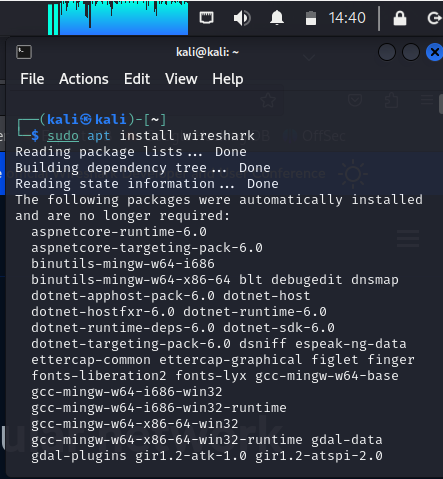 14:40
kali@kali: ~
File Actions Edit View Help
┌──(kali㉿kali)-[~]
└─$ sudo apt install wireshark
Reading package lists... Done
Building dependency tree... Done
Reading state information... Done
The following packages were automatically installed
and are no longer required:
aspnetcore-runtime-6.0
aspnetcore-targeting-pack-6.0
binutils-mingw-w64-i686
binutils-mingw-w64-x86-64 blt debugedit dnsmap
dotnet-apphost-pack-6.0 dotnet-host
dotnet-hostfxr-6.0 dotnet-runtime-6.0
dotnet-runtime-deps-6.0 dotnet-sdk-6.0
dotnet-targeting-pack-6.0 dsniff espeak-ng-data
ettercap-common ettercap-graphical figlet finger
fonts-liberation2 fonts-lyx gcc-mingw-w64-base
gcc-mingw-w64-i686-win32
gcc-mingw-w64-i686-win32-runtime
gcc-mingw-w64-x86-64-win32
gcc-mingw-w64-x86-64-win32-runtime gdal-data
gdal-plugins gir1.2-atk-1.0 gir1.2-atspi-2.0